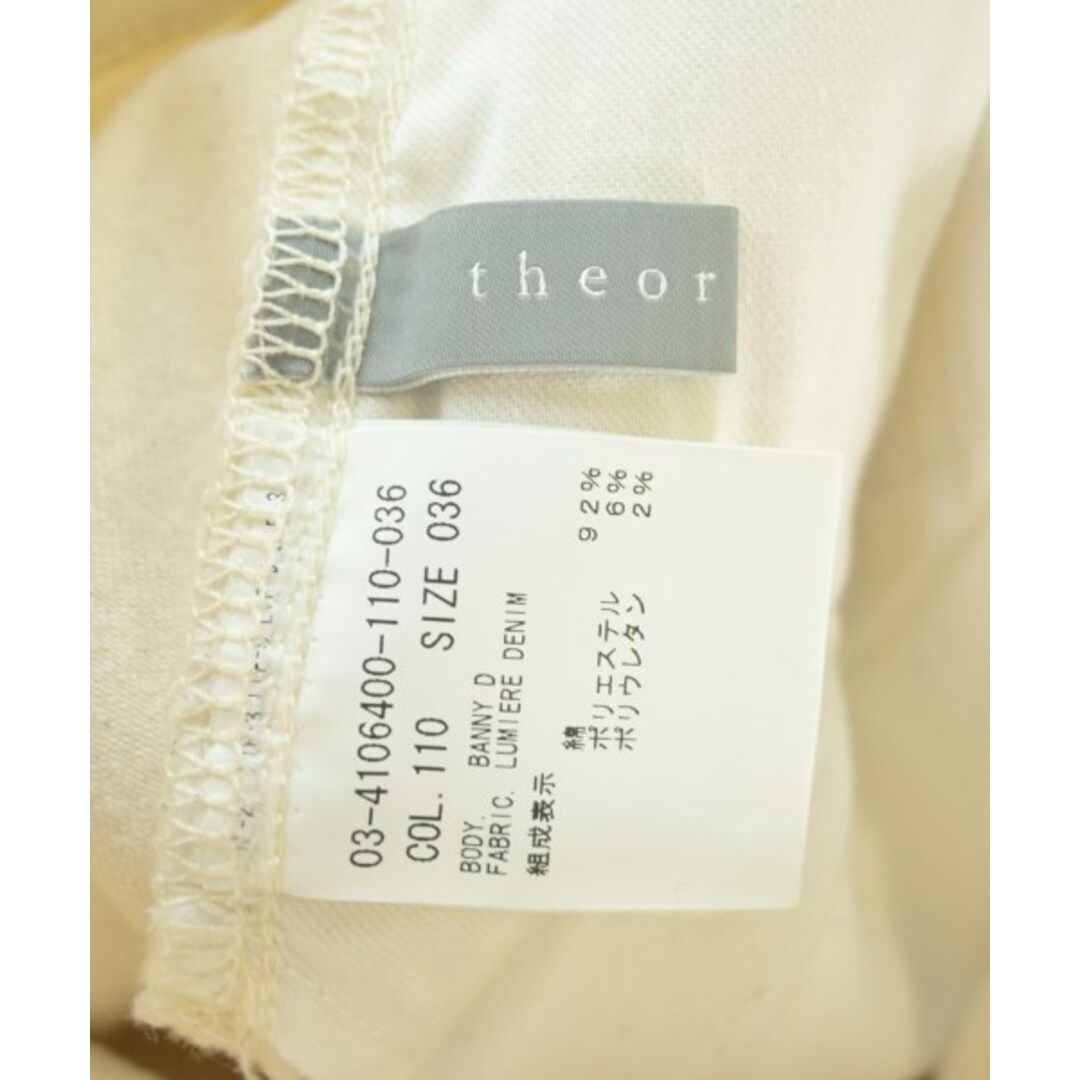 theor
03-4106400-110-036
COL.110 SIZE 036
BODY. BANNY D
FABRIC. LUMIERE DENIM
組成表示
綿 92%
ポリエステル 6%
ポリウレタン 2%